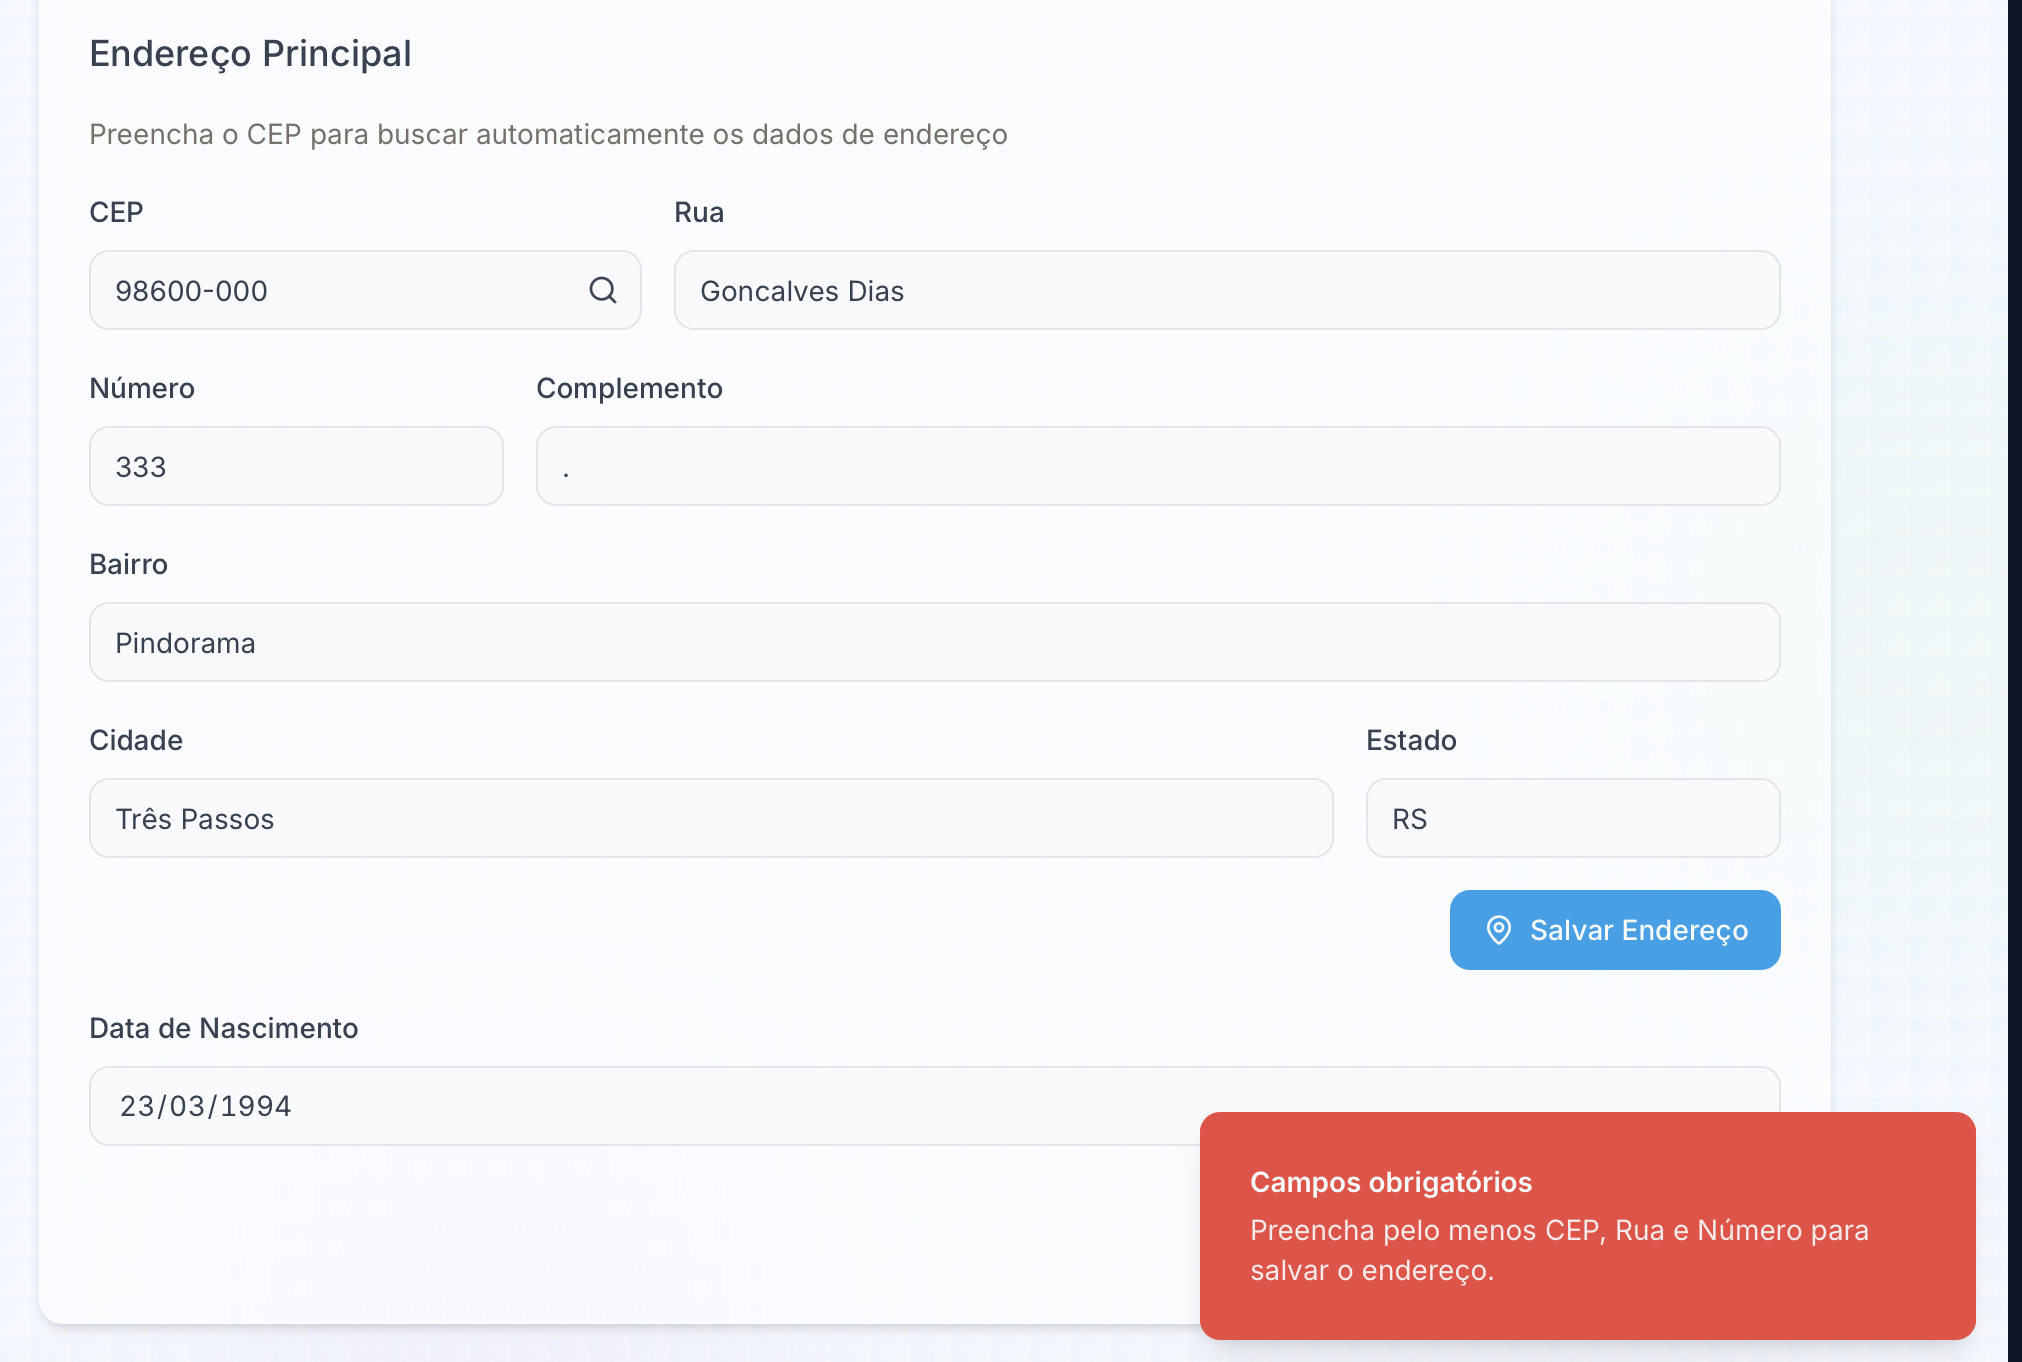 Endereço Principal
Preencha o CEP para buscar automaticamente os dados de endereço
CEP
Rua
98600-000
Goncalves Dias
Número
Complemento
333
.
Bairro
Pindorama
Cidade
Estado
Três Passos
RS
Salvar Endereço
Data de Nascimento
23/03/1994
Campos obrigatórios
Preencha pelo menos CEP, Rua e Número para
salvar o endereço.